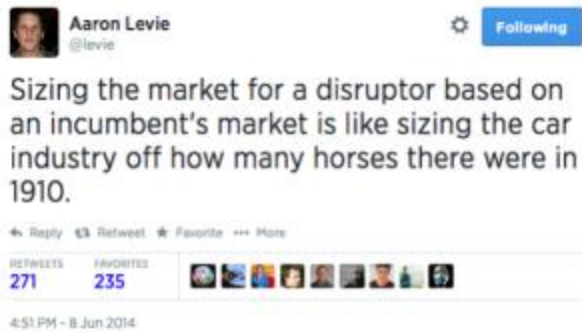 Aaron Levie
@levie
Following
Sizing the market for a disruptor based on
an incumbent's market is like sizing the car
industry off how many horses there were in
1910.
Reply Retweet Favorite More
RETWEETS FAVORITES
271 235
4:51 PM - 8 Jun 2014